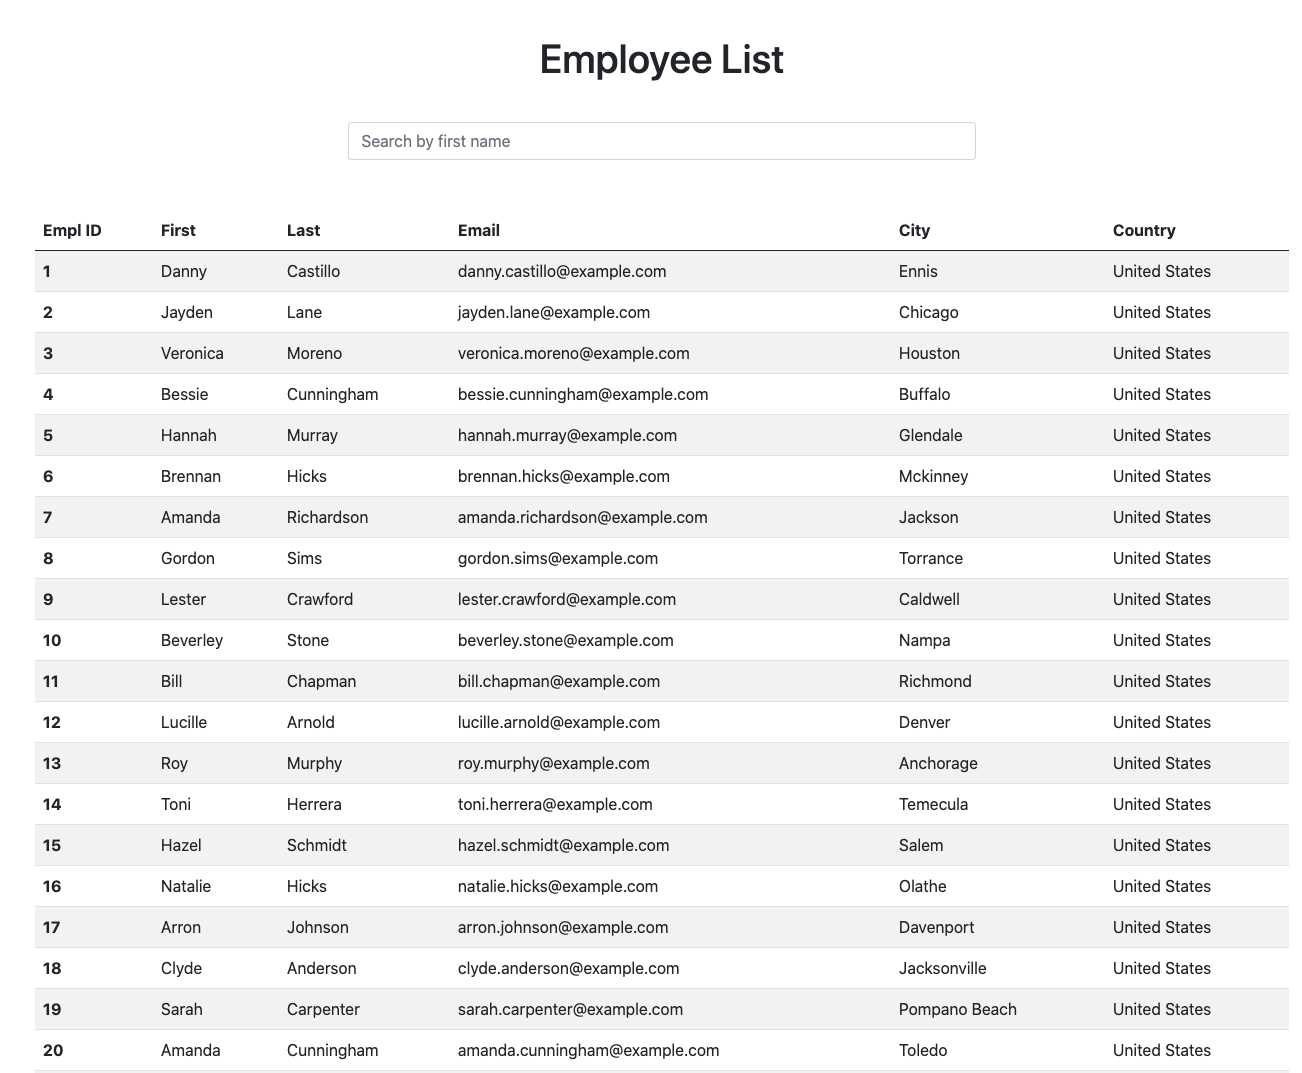 Employee List
Search by first name
Empl ID First Last Email City Country
1 Danny Castillo danny.castillo@example.com Ennis United States
2 Jayden Lane jayden.lane@example.com Chicago United States
3 Veronica Moreno veronica.moreno@example.com Houston United States
4 Bessie Cunningham bessie.cunningham@example.com Buffalo United States
5 Hannah Murray hannah.murray@example.com Glendale United States
6 Brennan Hicks brennan.hicks@example.com Mckinney United States
7 Amanda Richardson amanda.richardson@example.com Jackson United States
8 Gordon Sims gordon.sims@example.com Torrance United States
9 Lester Crawford lester.crawford@example.com Caldwell United States
10 Beverley Stone beverley.stone@example.com Nampa United States
11 Bill Chapman bill.chapman@example.com Richmond United States
12 Lucille Arnold lucille.arnold@example.com Denver United States
13 Roy Murphy roy.murphy@example.com Anchorage United States
14 Toni Herrera toni.herrera@example.com Temecula United States
15 Hazel Schmidt hazel.schmidt@example.com Salem United States
16 Natalie Hicks natalie.hicks@example.com Olathe United States
17 Arron Johnson arron.johnson@example.com Davenport United States
18 Clyde Anderson clyde.anderson@example.com Jacksonville United States
19 Sarah Carpenter sarah.carpenter@example.com Pompano Beach United States
20 Amanda Cunningham amanda.cunningham@example.com Toledo United States